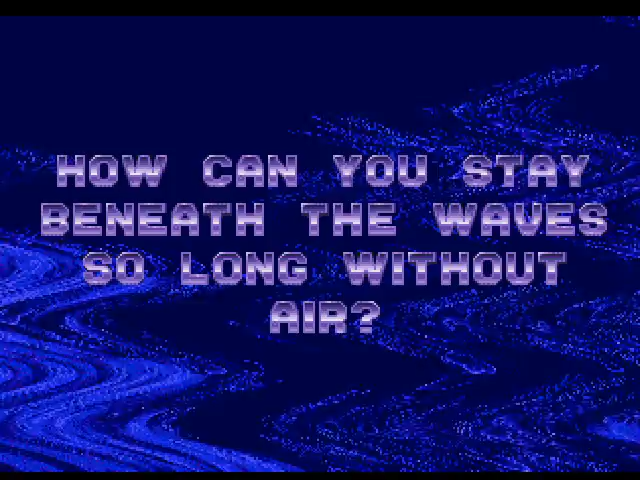 HOW CAN YOU STAY
BENEATH THE WAVES
SO LONG WITHOUT
AIR?